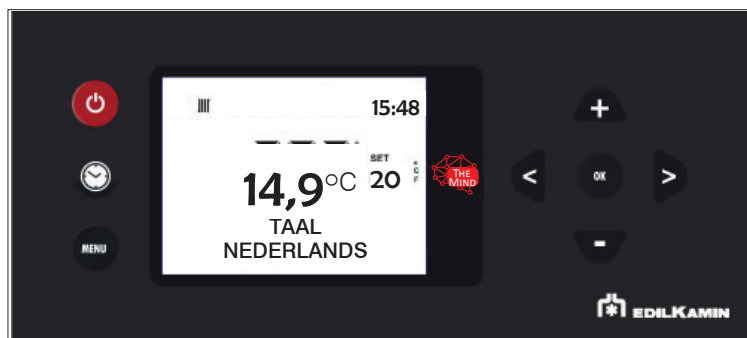 15:48
SET
°C
F
14,9°C
20
TAAL
NEDERLANDS
THE
MIND
MENU
+
<
OK
>
-
EDILKAMIN